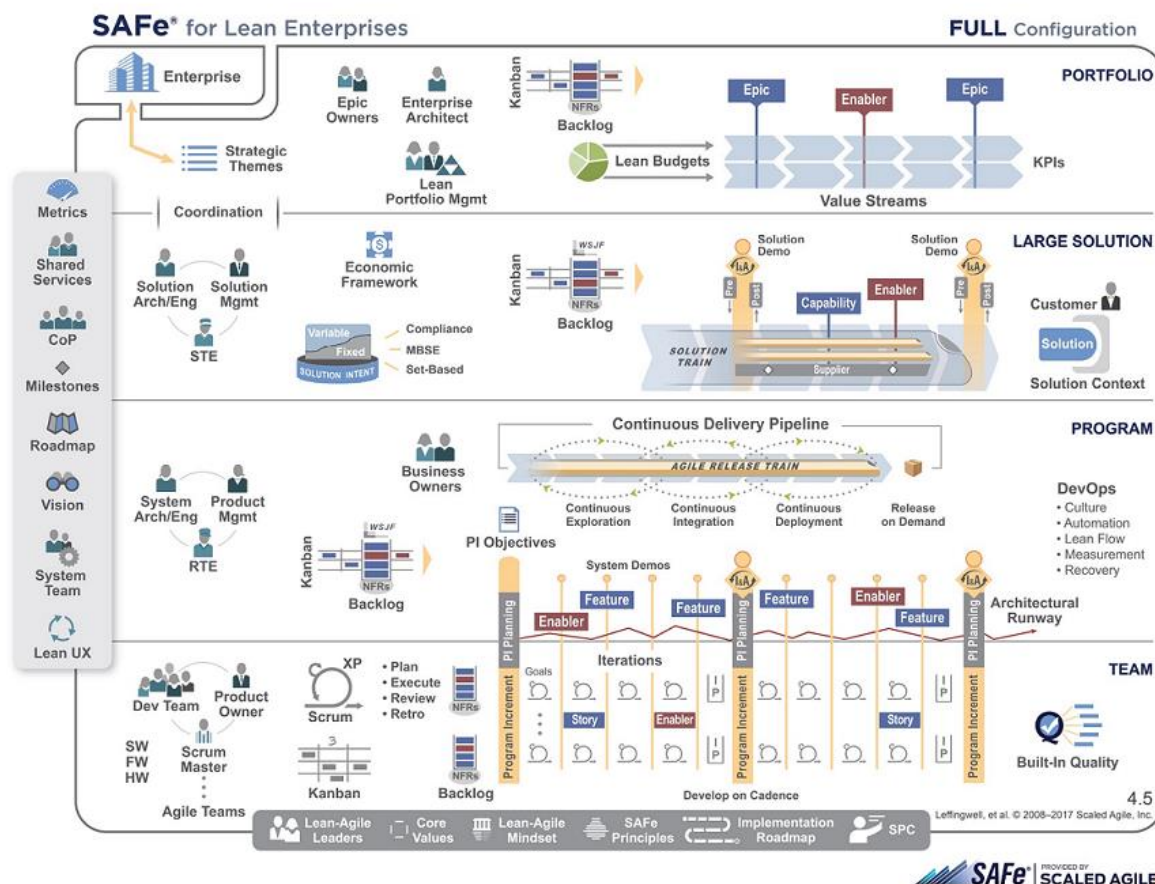 SAFe® for Lean Enterprises
FULL Configuration
PORTFOLIO
Enterprise
Strategic
Themes
Epic
Owners
Enterprise
Architect
Lean
Portfolio Mgmt
Kanban
NFRs
Backlog
Lean Budgets
Epic
Enabler
Epic
KPIs
Value Streams
Metrics
Shared
Services
CoP
Milestones
Roadmap
Vision
System
Team
Lean UX
Coordination
LARGE SOLUTION
Solution
Arch/Eng
Solution
Mgmt
STE
Economic
Framework
Variable
Fixed
SOLUTION INTENT
Compliance
MBSE
Set-Based
Kanban
WSJF
NFRs
Backlog
Solution
Demo
I&A
Pre
Post
Capability
Enabler
Solution
Demo
I&A
Pre
Post
SOLUTION
TRAIN
Supplier
Customer
Solution
Solution Context
PROGRAM
System
Arch/Eng
Product
Mgmt
RTE
Business
Owners
Continuous Delivery Pipeline
AGILE RELEASE TRAIN
Continuous
Exploration
Continuous
Integration
Continuous
Deployment
Release
on Demand
DevOps
• Culture
• Automation
• Lean Flow
• Measurement
• Recovery
PI Objectives
Kanban
WSJF
NFRs
Backlog
System Demos
PI Planning
Enabler
Feature
Feature
I&A
PI Planning
Feature
Enabler
Feature
I&A
PI Planning
Architectural
Runway
TEAM
Dev Team
Product
Owner
Scrum
Master
SW
FW
HW
Agile Teams
XP
Scrum
• Plan
• Execute
• Review
• Retro
3
Kanban
NFRs
NFRs
Backlog
Program Increment
Goals
Iterations
Story
Enabler
I P
I P
Program Increment
Story
I P
I P
Program Increment
Develop on Cadence
Built-In Quality
4.5
Leffingwell, et al. © 2008–2017 Scaled Agile, Inc.
Lean-Agile
Leaders
Core
Values
Lean-Agile
Mindset
SAFe
Principles
Implementation
Roadmap
SPC
SAFe® PROVIDED BY
SCALED AGILE